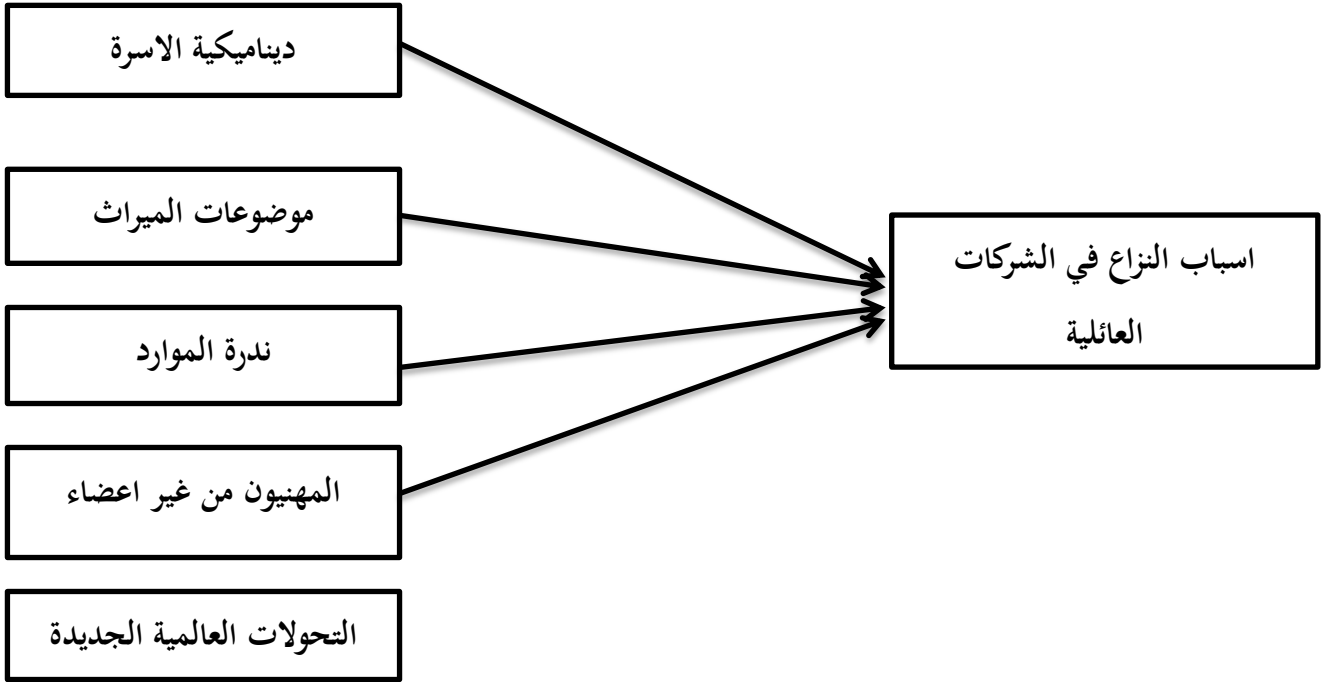 ديناميكية الاسرة
موضوعات الميراث
ندرة الموارد
المهنيون من غير اعضاء
التحولات العالمية الجديدة
اسباب النزاع في الشركات
العائلية